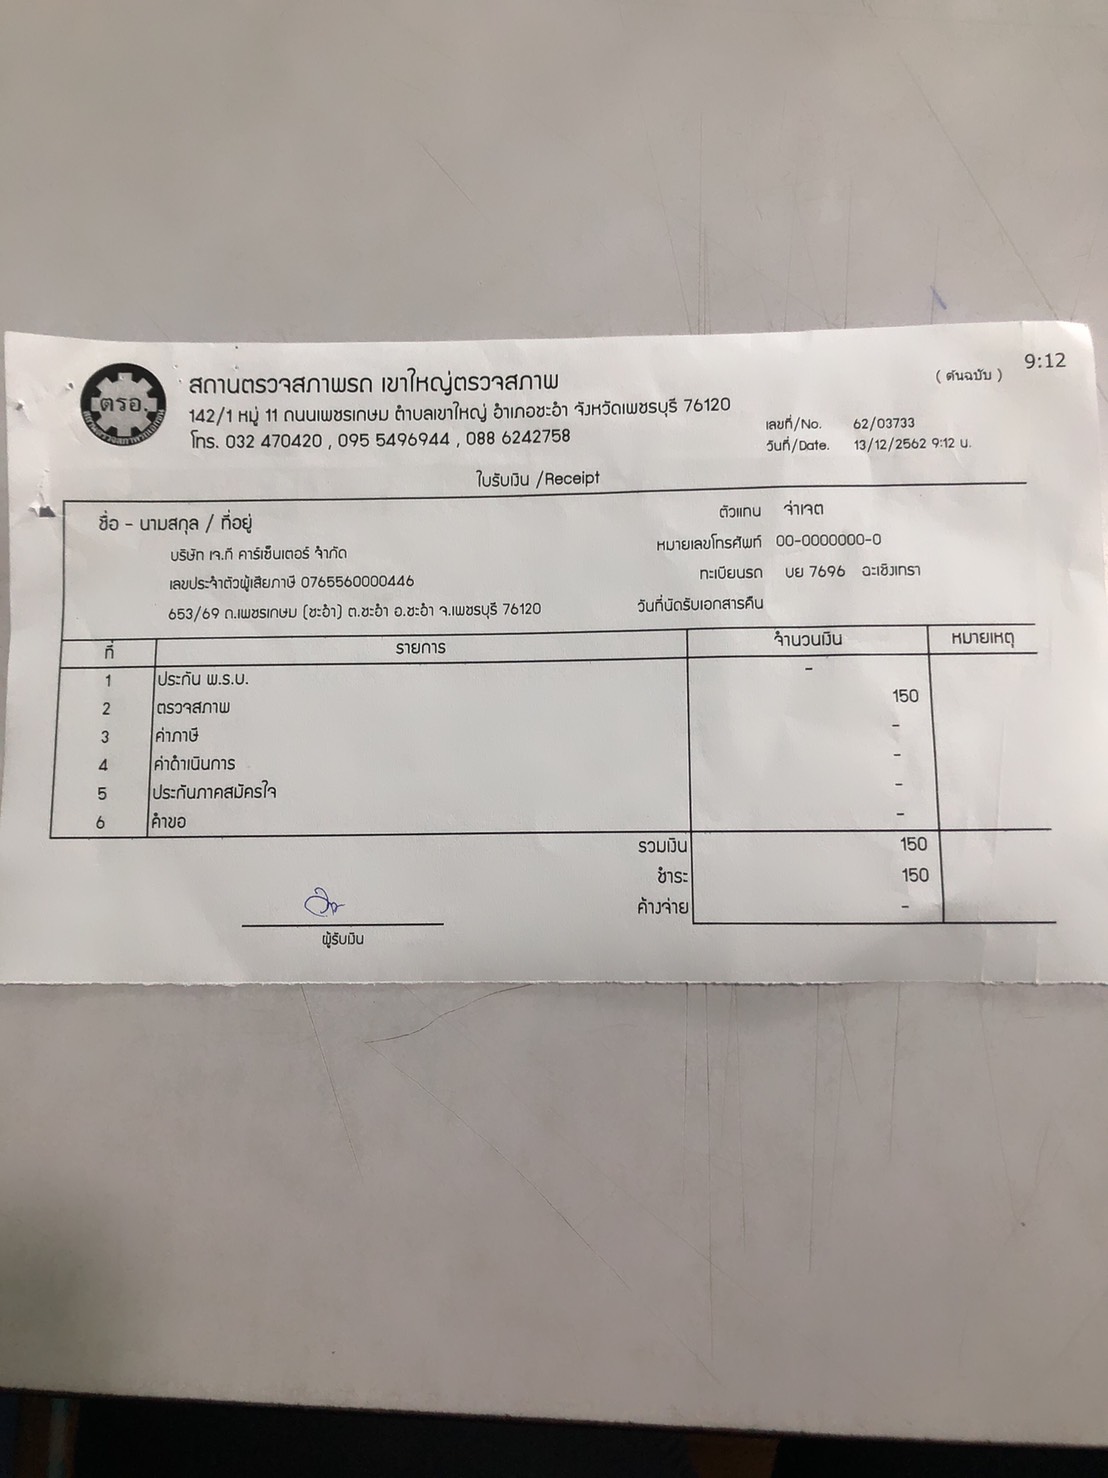 9:12
( ต้นฉบับ )
ตรอ.
สถานตรวจสภาพรถ เขาใหญ่ตรวจสภาพ
142/1 หมู่ 11 ถนนเพชรเกษม ตำบลเขาใหญ่ อำเภอชะอำ จังหวัดเพชรบุรี 76120
โทร. 032 470420 , 095 5496944 , 088 6242758
เลขที่/No. 62/03733
วันที่/Date. 13/12/2562 9:12 น.
ใบรับเงิน /Receipt
ชื่อ - นามสกุล / ที่อยู่
บริษัท เจ.ที คาร์เซ็นเตอร์ จำกัด
เลขประจำตัวผู้เสียภาษี 0765560000446
653/69 ถ.เพชรเกษม (ชะอำ) ต.ชะอำ อ.ชะอำ จ.เพชรบุรี 76120
ตัวแทน จ่าเจต
หมายเลขโทรศัพท์ 00-0000000-0
ทะเบียนรถ บย 7696 ฉะเชิงเทรา
วันที่นัดรับเอกสารคืน
ที่ รายการ จำนวนเงิน หมายเหตุ
1 ประกัน พ.ร.บ. -
2 ตรวจสภาพ 150
3 ค่าภาษี -
4 ค่าดำเนินการ -
5 ประกันภาคสมัครใจ -
6 คำขอ -
รวมเงิน 150
ชำระ 150
ค้างจ่าย -
ผู้รับเงิน